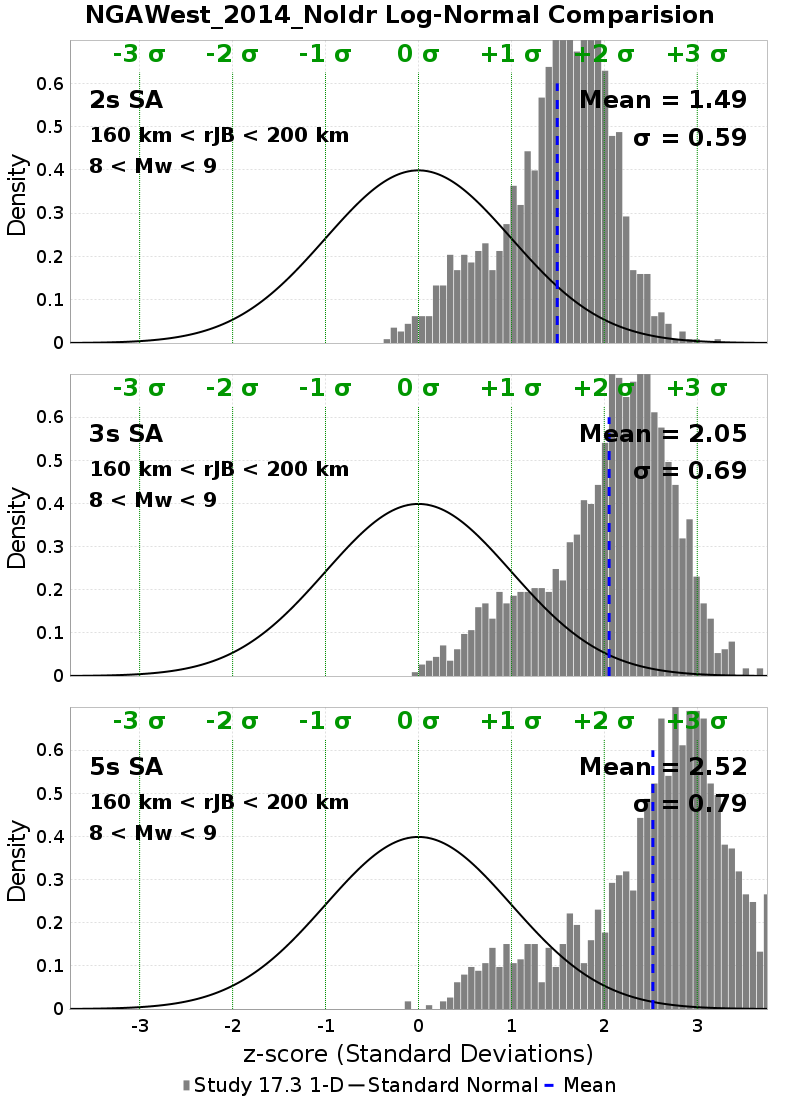 NGAWest_2014_NoIdr Log-Normal Comparision
-3 σ -2 σ -1 σ 0 σ +1 σ +2 σ +3 σ
2s SA
Mean = 1.49
160 km < rJB < 200 km
σ = 0.59
8 < Mw < 9
0.6
0.5
0.4
0.3
0.2
0.1
0
Density
-3 σ -2 σ -1 σ 0 σ +1 σ +2 σ +3 σ
3s SA
Mean = 2.05
160 km < rJB < 200 km
σ = 0.69
8 < Mw < 9
0.6
0.5
0.4
0.3
0.2
0.1
0
Density
-3 σ -2 σ -1 σ 0 σ +1 σ +2 σ +3 σ
5s SA
Mean = 2.52
160 km < rJB < 200 km
σ = 0.79
8 < Mw < 9
0.6
0.5
0.4
0.3
0.2
0.1
0
Density
-3 -2 -1 0 1 2 3
z-score (Standard Deviations)
Study 17.3 1-D Standard Normal Mean